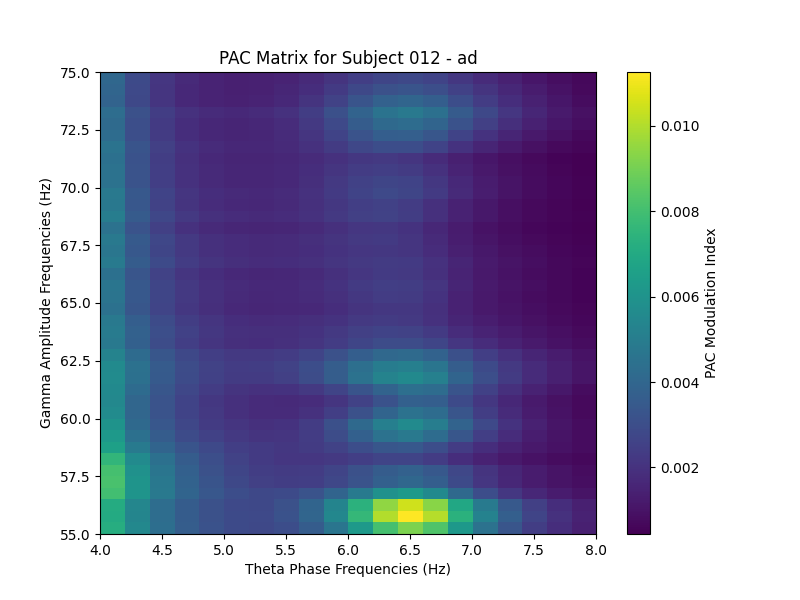 PAC Matrix for Subject 012 - ad
75.0
72.5
70.0
67.5
65.0
62.5
60.0
57.5
55.0
Gamma Amplitude Frequencies (Hz)
4.0 4.5 5.0 5.5 6.0 6.5 7.0 7.5 8.0
Theta Phase Frequencies (Hz)
0.010
0.008
0.006
0.004
0.002
PAC Modulation Index